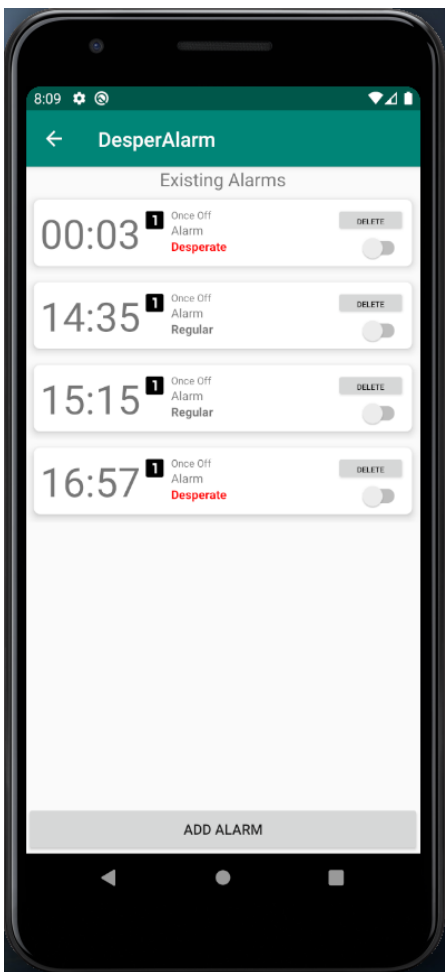 8:09
DesperAlarm
Existing Alarms
00:03 1 Once Off DELETE
Alarm
Desperate
14:35 1 Once Off DELETE
Alarm
Regular
15:15 1 Once Off DELETE
Alarm
Regular
16:57 1 Once Off DELETE
Alarm
Desperate
ADD ALARM